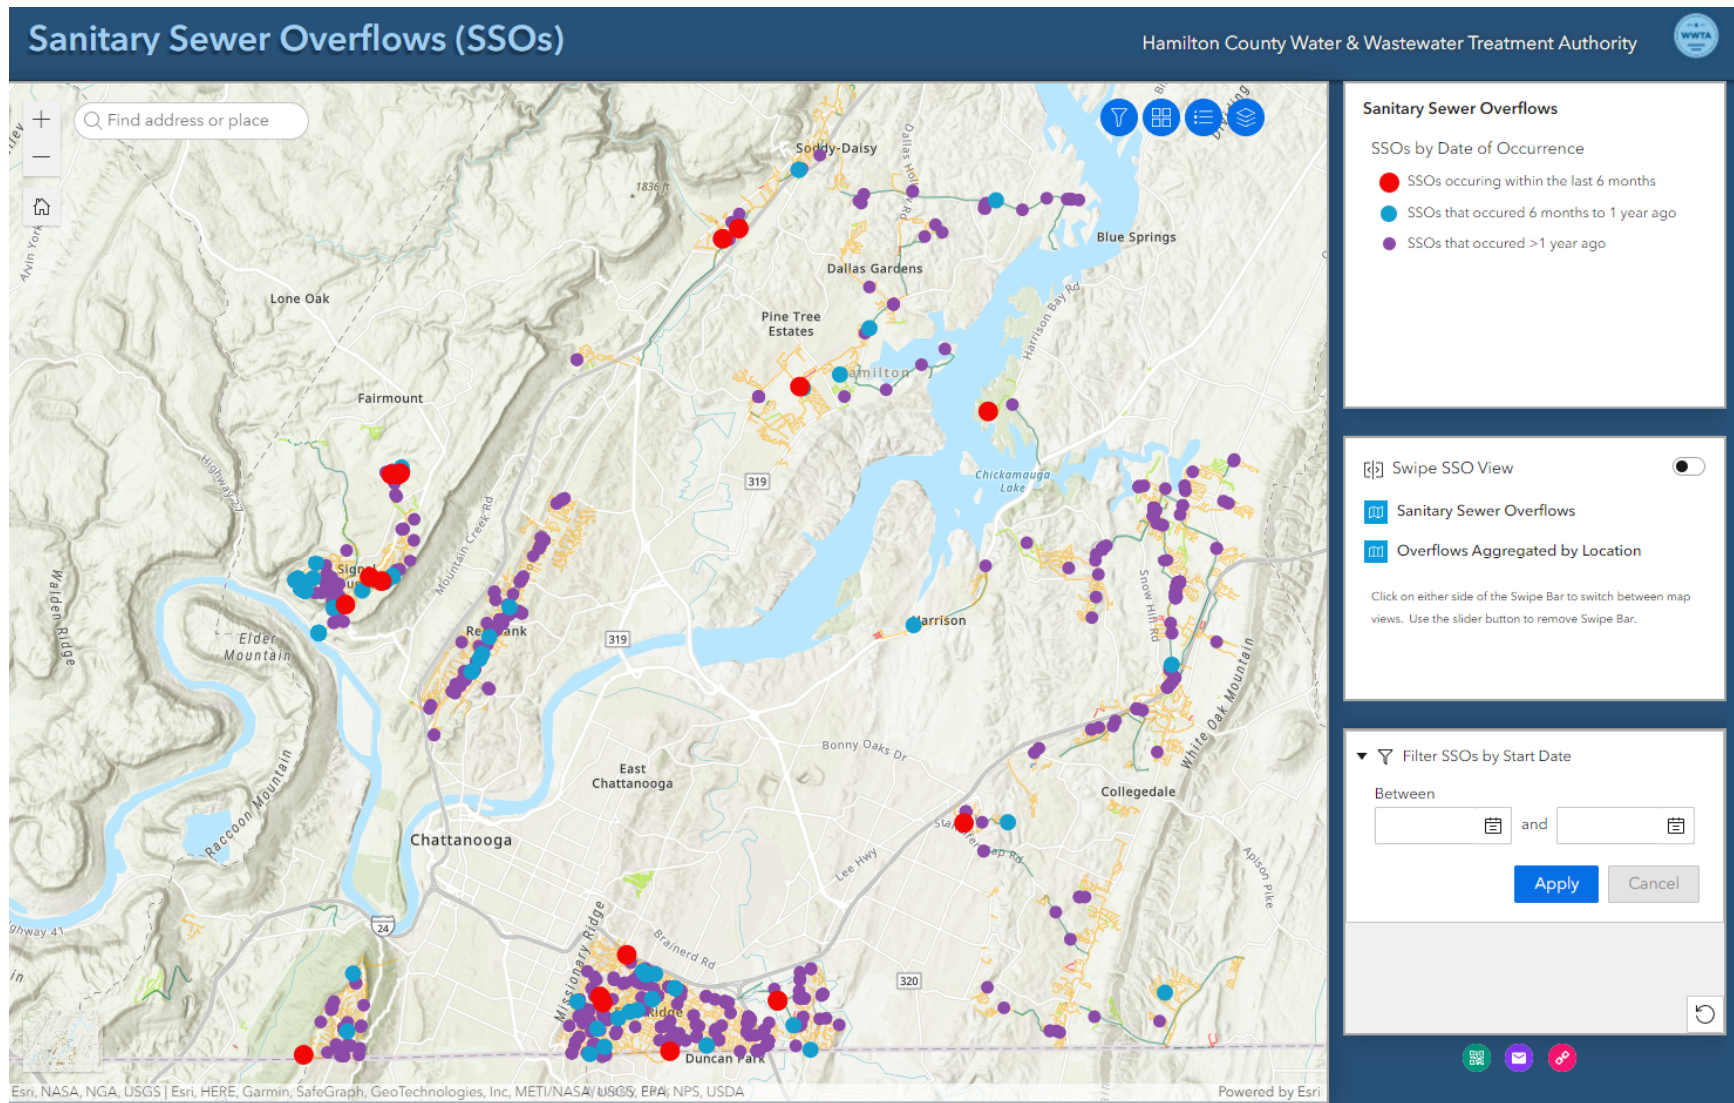 Sanitary Sewer Overflows (SSOs)
Hamilton County Water & Wastewater Treatment Authority
WWTA
Find address or place
Soddy-Daisy
1836 ft
Dallas Hollow Rd
Blue Springs
Dallas Gardens
Lone Oak
Pine Tree
Estates
Harrison Bay Rd
Fairmount
Highway 27
319
Chickamauga
Lake
Mountain Creek Rd
Walden Ridge
Snow Hill Rd
Harrison
319
Elder
Mountain
White Oak Mountain
Bonny Oaks Dr
East
Chattanooga
Collegedale
Raccoon Mountain
Chattanooga
Lee Hwy
Apison Pike
24
Missionary Ridge
Brainerd Rd
320
Ridge
Duncan Park
Esri, NASA, NGA, USGS | Esri, HERE, Garmin, SafeGraph, GeoTechnologies, Inc, METI/NASA, USGS, EPA, NPS, USDA
Powered by Esri
Sanitary Sewer Overflows
SSOs by Date of Occurrence
SSOs occuring within the last 6 months
SSOs that occured 6 months to 1 year ago
SSOs that occured >1 year ago
Swipe SSO View
Sanitary Sewer Overflows
Overflows Aggregated by Location
Click on either side of the Swipe Bar to switch between map
views. Use the slider button to remove Swipe Bar.
Filter SSOs by Start Date
Between
and
Apply
Cancel